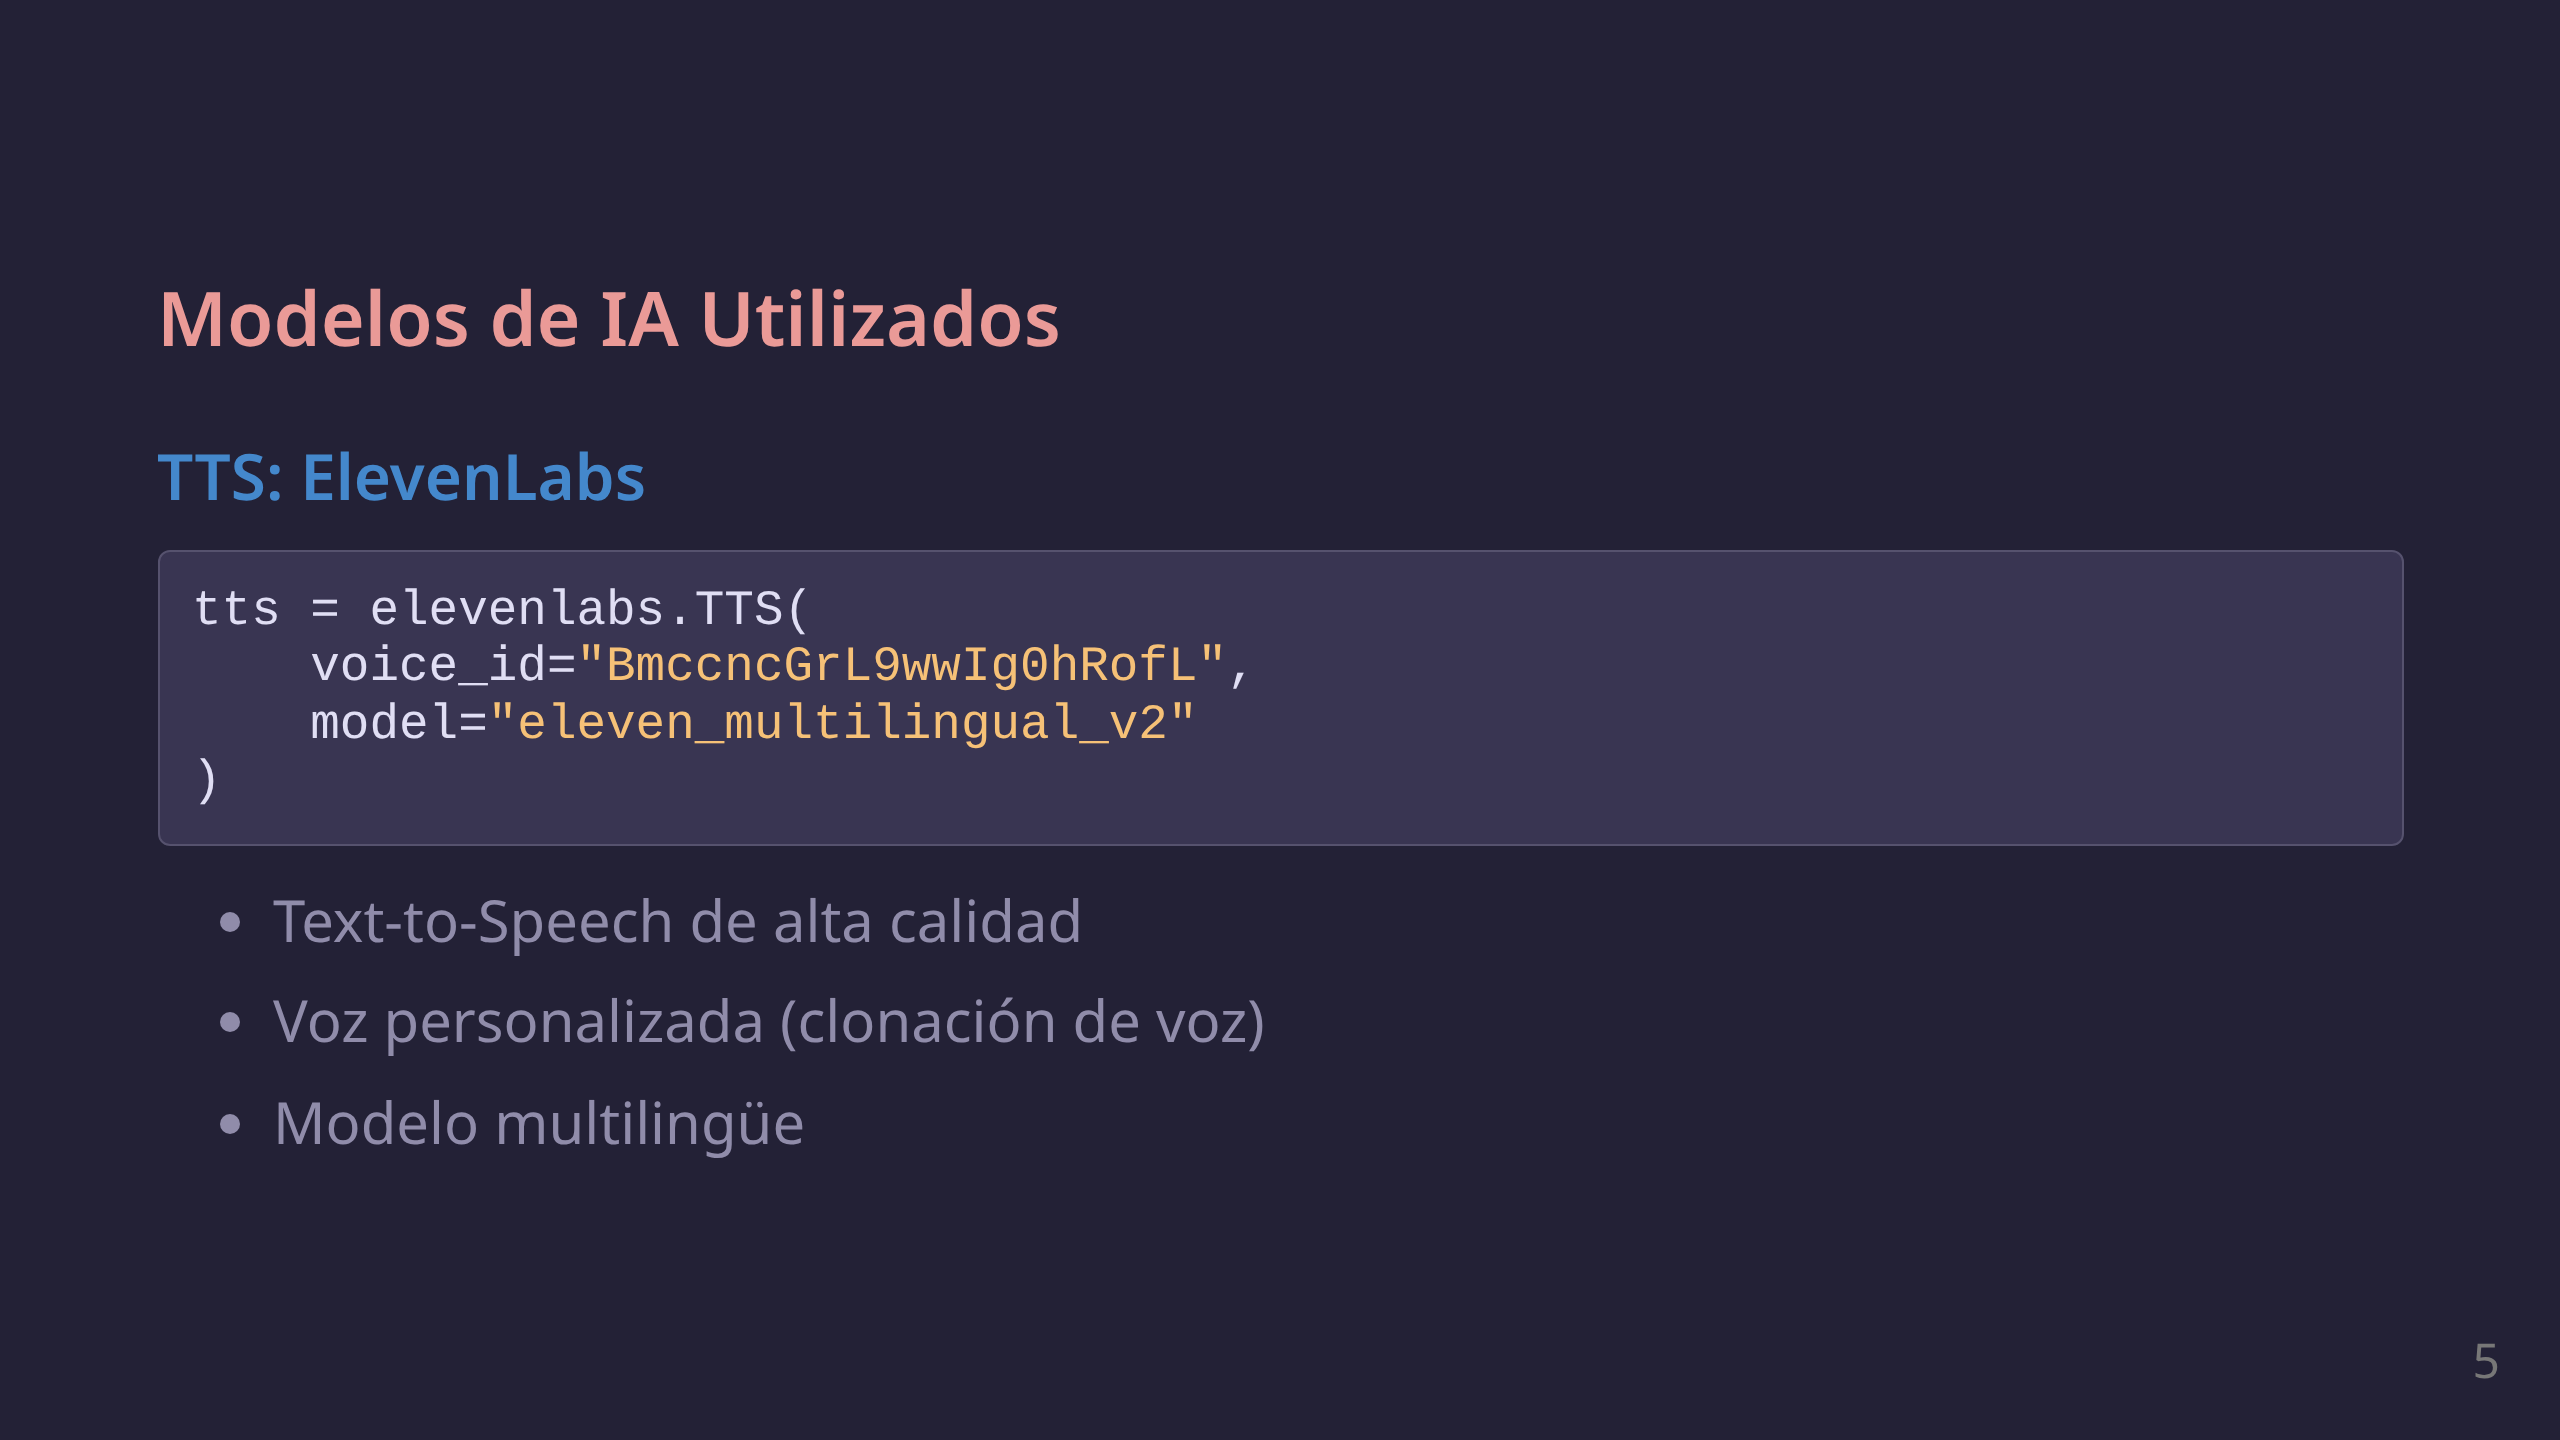 Modelos de IA Utilizados
TTS: ElevenLabs
tts = elevenlabs.TTS(
    voice_id="BmccncGrL9wwIg0hRofL",
    model="eleven_multilingual_v2"
)
• Text-to-Speech de alta calidad
• Voz personalizada (clonación de voz)
• Modelo multilingüe
5